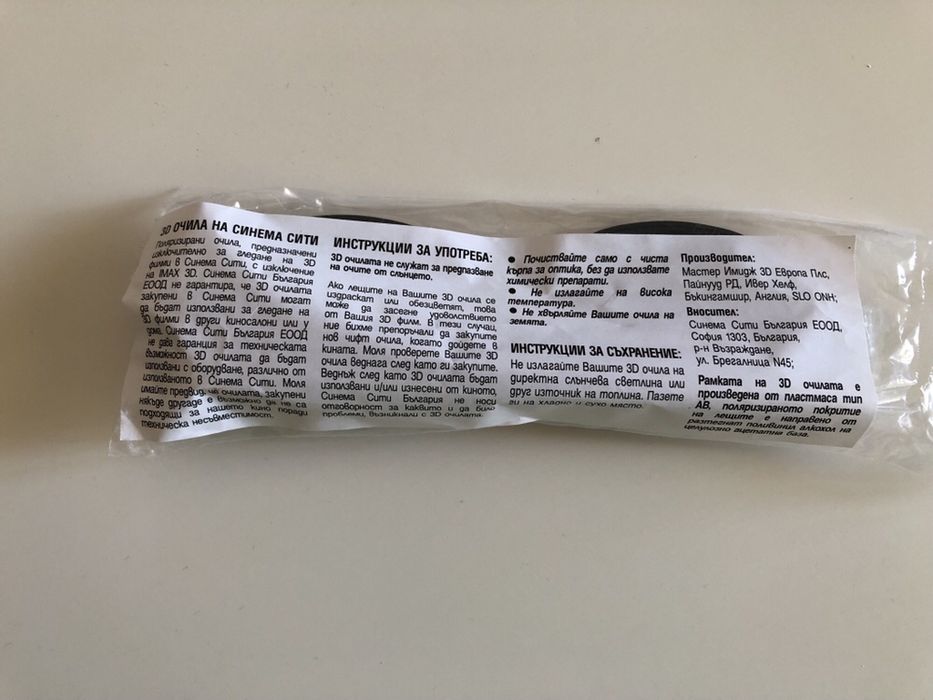 3D ОЧИЛА НА СИНЕМА СИТИ
Поляризирани очила, предназначени
изключително за гледане на 3D
филми в Синема Сити, с изключение
на IMAX 3D. Синема Сити България
ЕООД не гарантира, че 3D очилата
закупени в Синема Сити могат
да бъдат използвани за гледане на
3D филми в други киносалони или у
дома. Синема Сити България ЕООД
не дава гаранция за техническата
възможност 3D очилата да бъдат
използвани с оборудване, различно от
използваното в Синема Сити. Моля
имайте предвид, че очилата, закупени
някъде другаде е възможно да не са
подходящи за нашето кино поради
техническа несъвместимост.
ИНСТРУКЦИИ ЗА УПОТРЕБА:
3D очилата не служат за предпазване
на очите от слънцето.
Ако лещите на Вашите 3D очила се
издраскат или обезцветят, това
може да засегне удоволствието
от Вашия 3D филм. В тези случаи,
ние бихме препоръчали да закупите
нов чифт очила, когато дойдете в
кината. Моля проверете Вашите 3D
очила веднага след като ги закупите.
Веднъж след като 3D очилата бъдат
използвани и/или изнесени от киното,
Синема Сити България не носи
отговорност за каквито и да било
проблеми, възникнали с 3D очилата.
● Почиствайте само с чиста
кърпа за оптика, без да използвате
химически препарати.
● Не излагайте на висока
температура.
● Не хвърляйте Вашите очила на
земята.
ИНСТРУКЦИИ ЗА СЪХРАНЕНИЕ:
Не излагайте Вашите 3D очила на
директна слънчева светлина или
друг източник на топлина. Пазете
ги на хладно и сухо място.
Производител:
Мастер Имидж 3D Европа Плс,
Пайнууд РД, Ивер Хелф,
Бъкингамшир, Англия, SLO ONH;
Вносител:
Синема Сити България ЕООД,
София 1303, България,
р-н Възраждане,
ул. Брегалница N45;
Рамката на 3D очилата е
произведена от пластмаса тип
АВ, поляризираното покритие
на лещите е направено от
разтегнат поливинил алкохол на
целулозно ацетатна база.